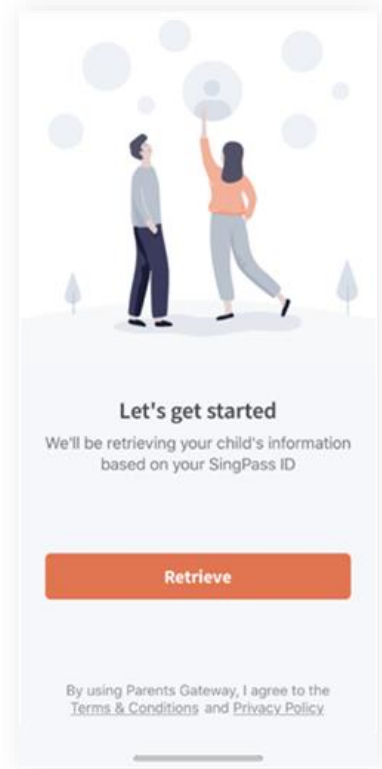 Let's get started
We'll be retrieving your child's information
based on your SingPass ID
Retrieve
By using Parents Gateway, I agree to the
Terms & Conditions and Privacy Policy